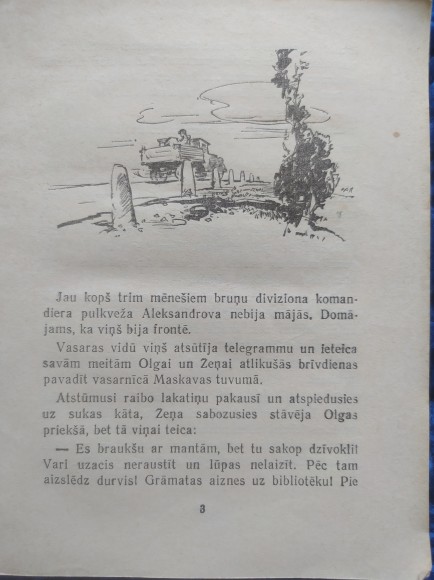 Jau kopš trim mēnešiem bruņu diviziona koman-
diera pulkveža Aleksandrova nebija mājās. Domā-
jams, ka viņš bija frontē.
Vasaras vidū viņš atsūtīja telegrammu un ieteica
savām meitām Olgai un Ženai atlikušās brīvdienas
pavadīt vasarnīcā Maskavas tuvumā.
Atstūmusi raibo lakatiņu pakausī un atspiedusies
uz sukas kāta, Žeņa sabozusies stāvēja Olgas
priekšā, bet tā viņai teica:
— Es braukšu ar mantām, bet tu sakop dzīvokli!
Vari uzacis neraustīt un lūpas nelaizīt. Pēc tam
aizslēdz durvis! Grāmatas aiznes uz bibliotēku! Pie
3